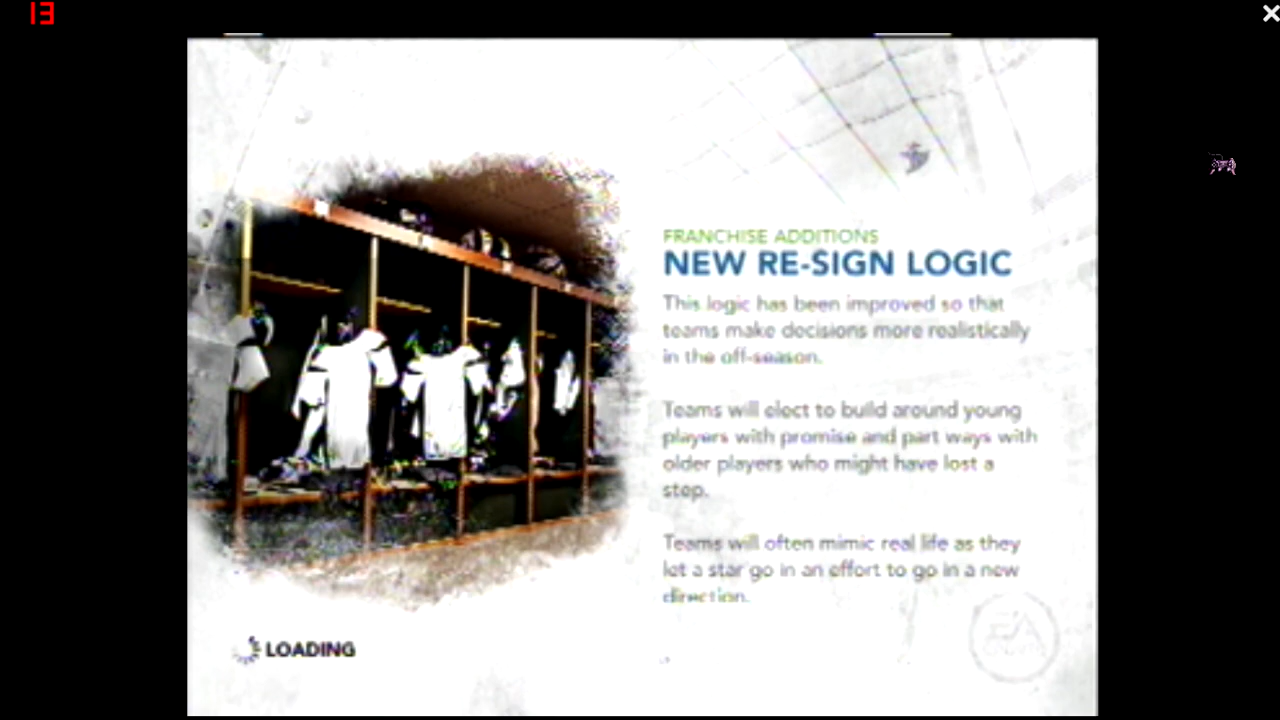 13
FRANCHISE ADDITIONS
NEW RE-SIGN LOGIC
This logic has been improved so that
teams make decisions more realistically
in the off-season.
Teams will elect to build around young
players with promise and part ways with
older players who might have lost a
step.
Teams will often mimic real life as they
let a star go in an effort to go in a new
direction.
LOADING
EA